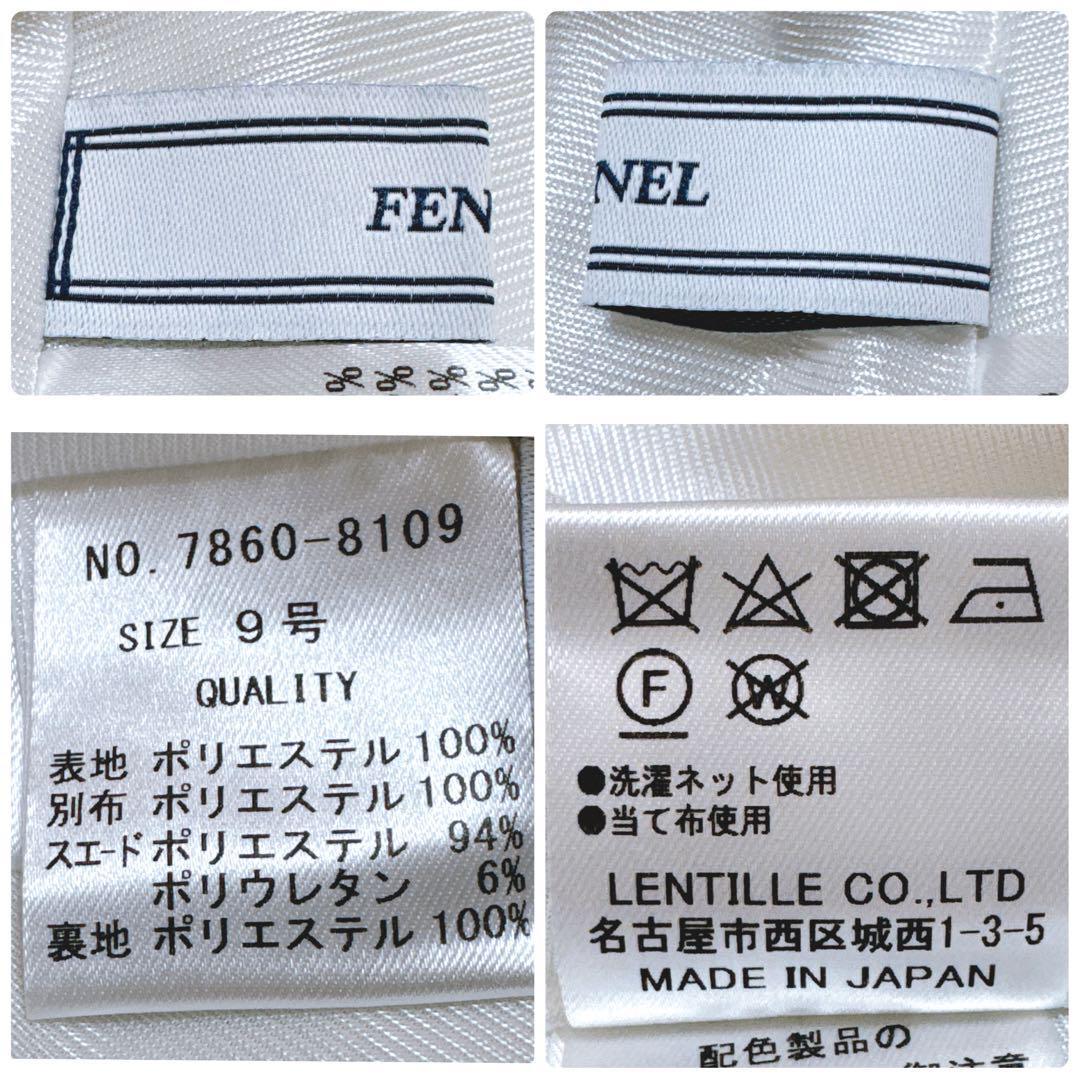 FEN
NEL
% % % %
NO. 7860-8109
SIZE 9号
QUALITY
表地 ポリエステル 100%
別布 ポリエステル 100%
スエード ポリエステル 94%
ポリウレタン 6%
裏地 ポリエステル 100%
F W
●洗濯ネット使用
●当て布使用
LENTILLE CO.,LTD
名古屋市西区城西1-3-5
MADE IN JAPAN
配色製品の
御注意